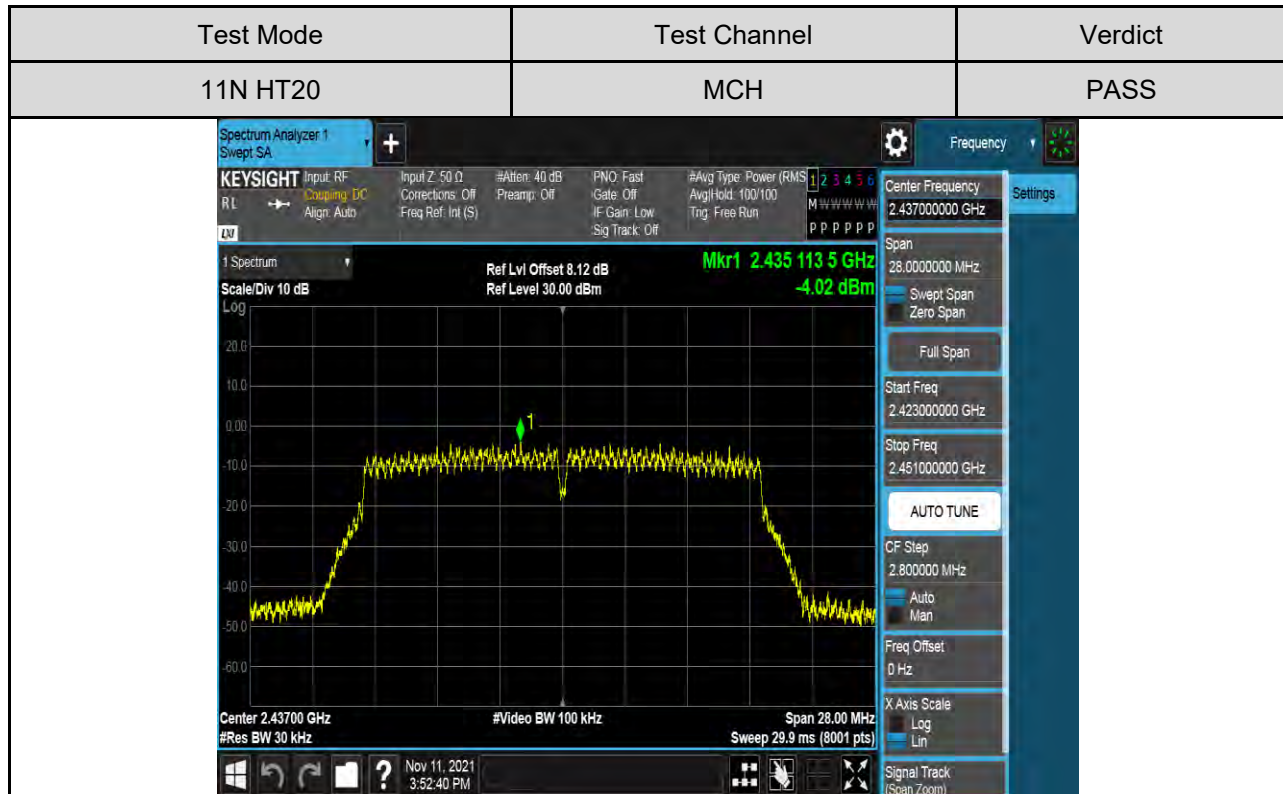 Test Mode Test Channel Verdict
11N HT20 MCH PASS
Spectrum Analyzer 1
Swept SA
+
Frequency
KEYSIGHT Input: RF Input Z: 50 Ω #Atten: 40 dB PNO: Fast #Avg Type: Power (RMS 1 2 3 4 5 6
R L Coupling: DC Corrections: Off Preamp: Off Gate: Off Avg|Hold: 100/100 M W W W W W
Align: Auto Freq Ref: Int (S) IF Gain: Low Trig: Free Run
LXI Sig Track: Off P P P P P P
Settings
1 Spectrum
Scale/Div 10 dB
Ref Lvl Offset 8.12 dB
Ref Level 30.00 dBm
Mkr1 2.435 113 5 GHz
-4.02 dBm
Log
20.0
10.0
0.00
-10.0
-20.0
-30.0
-40.0
-50.0
-60.0
1
Center 2.43700 GHz #Video BW 100 kHz Span 28.00 MHz
#Res BW 30 kHz Sweep 29.9 ms (8001 pts)
Center Frequency
2.437000000 GHz
Span
28.0000000 MHz
Swept Span
Zero Span
Full Span
Start Freq
2.423000000 GHz
Stop Freq
2.451000000 GHz
AUTO TUNE
CF Step
2.800000 MHz
Auto
Man
Freq Offset
0 Hz
X Axis Scale
Log
Lin
Signal Track
(Span Zoom)
? Nov 11, 2021
3:52:40 PM